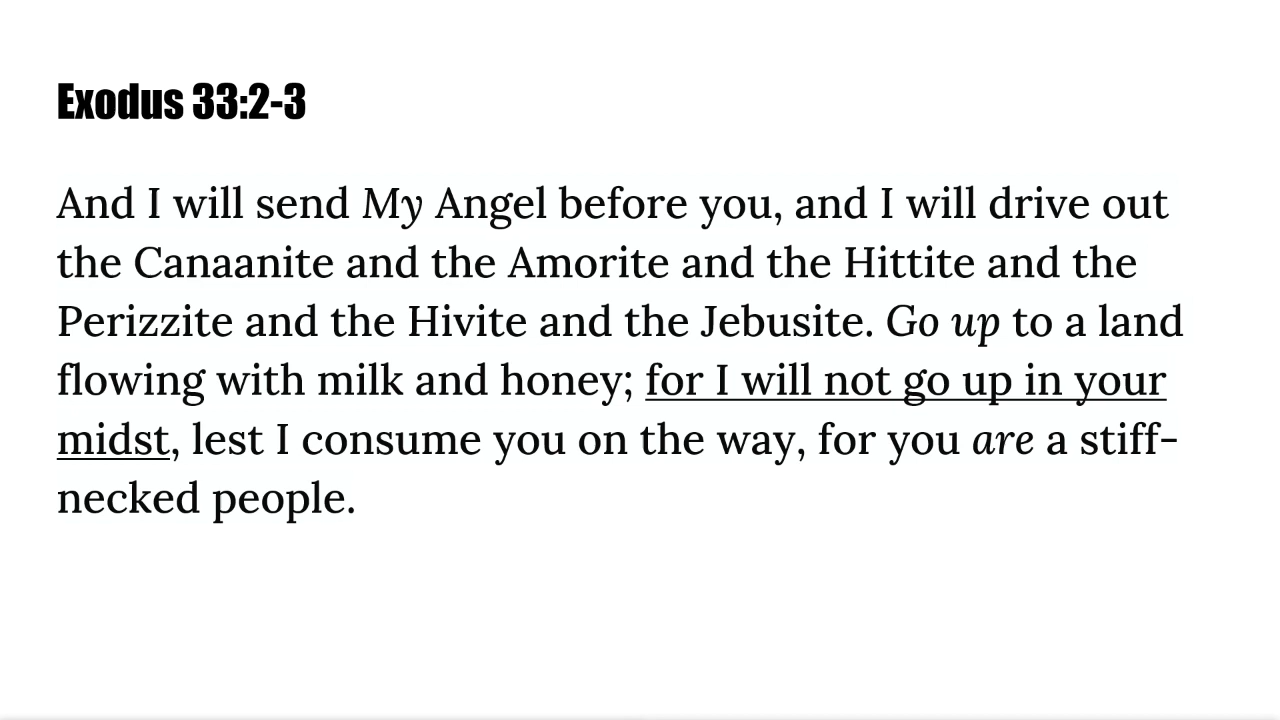 Exodus 33:2-3
And I will send My Angel before you, and I will drive out
the Canaanite and the Amorite and the Hittite and the
Perizzite and the Hivite and the Jebusite. Go up to a land
flowing with milk and honey; for I will not go up in your
midst, lest I consume you on the way, for you are a stiff-
necked people.